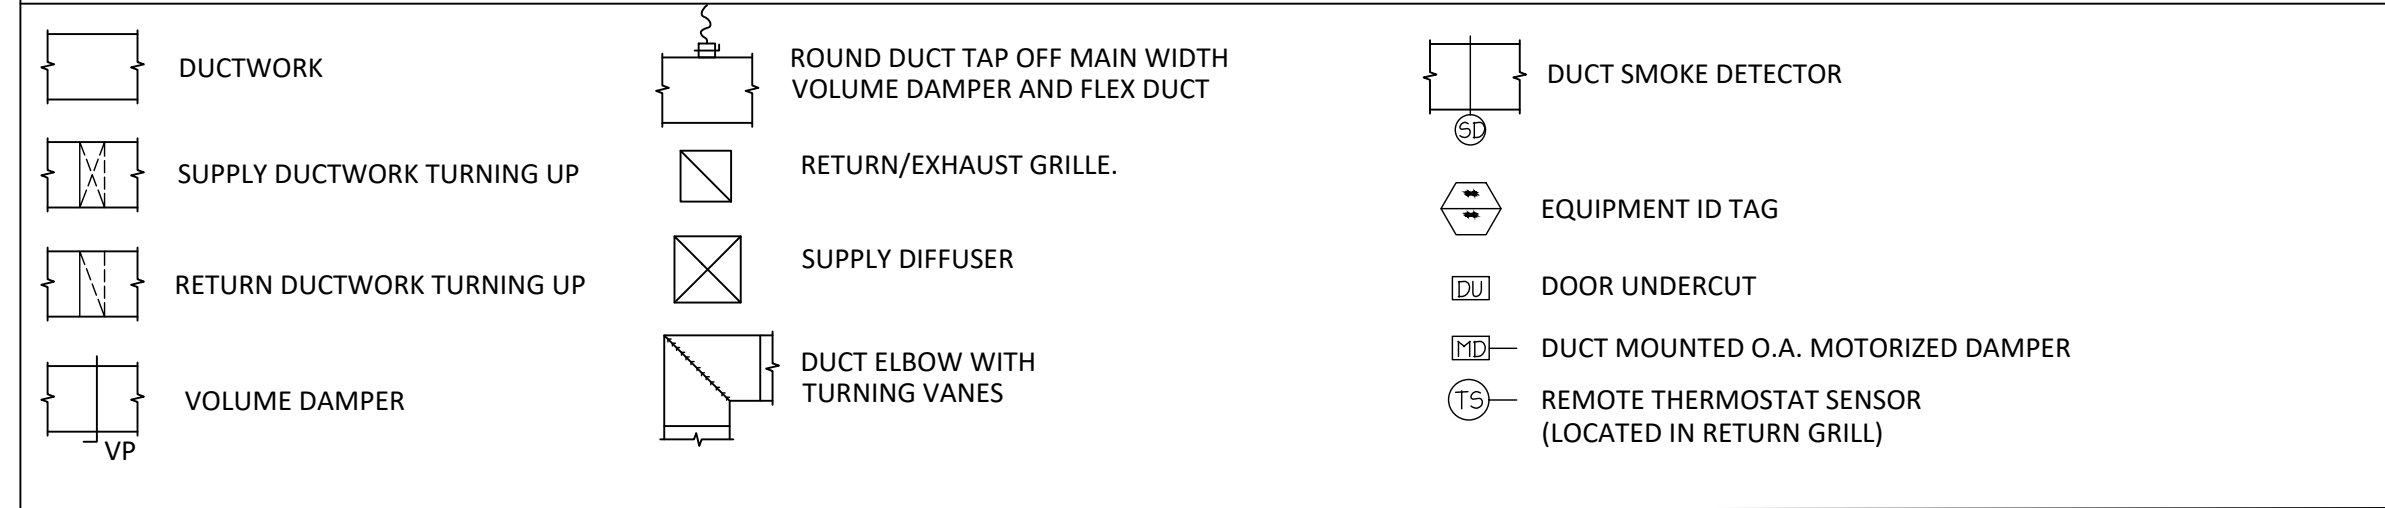 DUCTWORK
SUPPLY DUCTWORK TURNING UP
RETURN DUCTWORK TURNING UP
VOLUME DAMPER
VP
ROUND DUCT TAP OFF MAIN WIDTH
VOLUME DAMPER AND FLEX DUCT
RETURN/EXHAUST GRILLE.
SUPPLY DIFFUSER
DUCT ELBOW WITH
TURNING VANES
DUCT SMOKE DETECTOR
SD
EQUIPMENT ID TAG
DU DOOR UNDERCUT
MD DUCT MOUNTED O.A. MOTORIZED DAMPER
TS REMOTE THERMOSTAT SENSOR
(LOCATED IN RETURN GRILL)